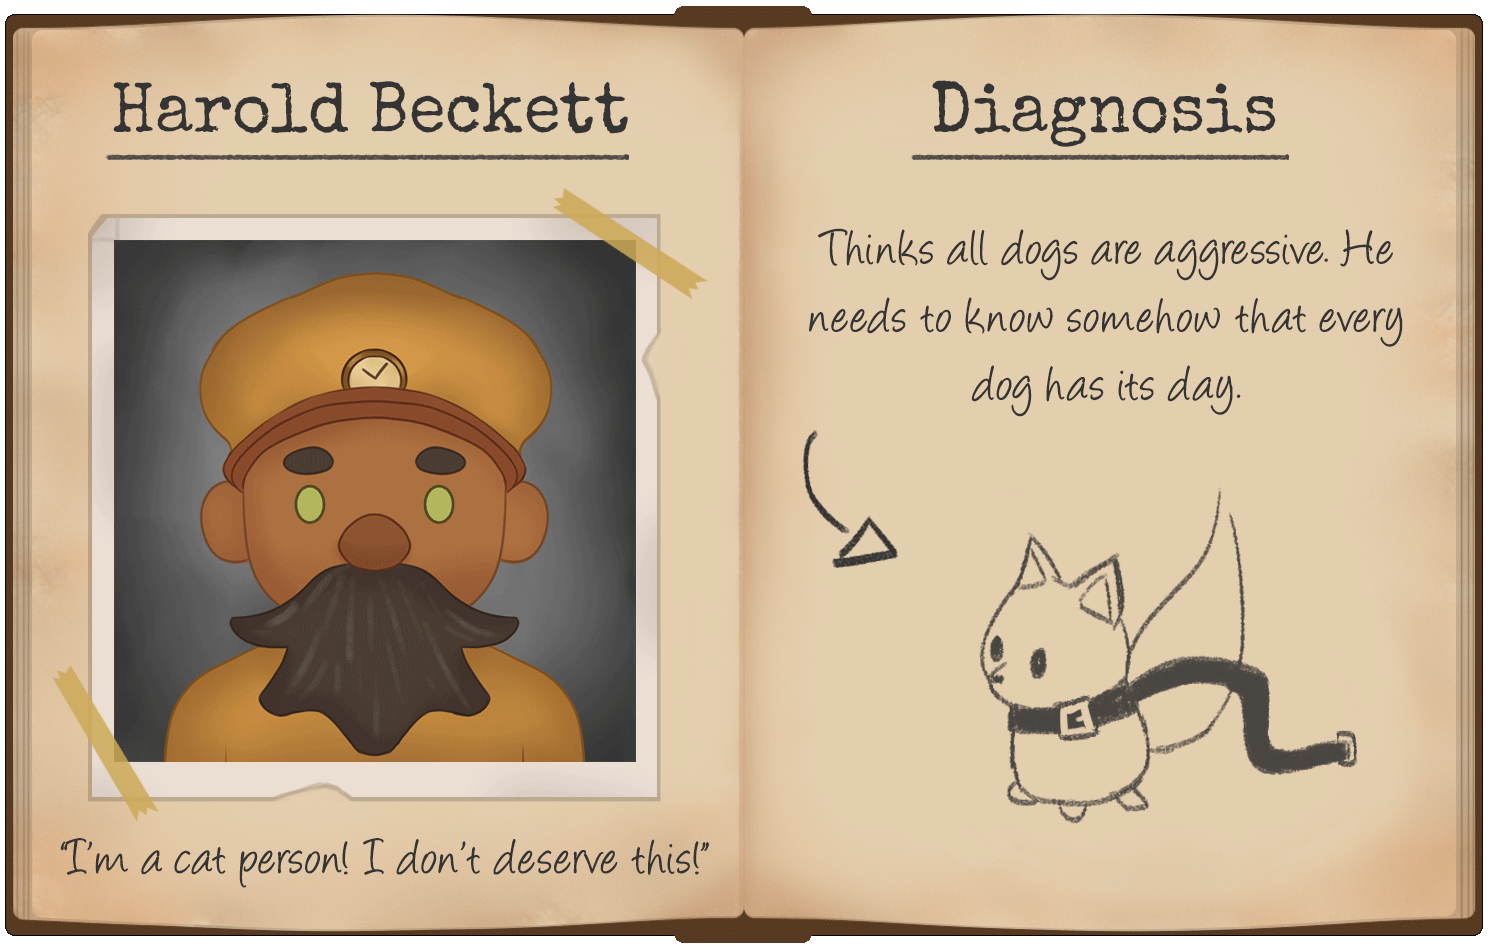 Harold Beckett
"I'm a cat person! I don't deserve this!"
Diagnosis
Thinks all dogs are aggressive. He
needs to know somehow that every
dog has its day.